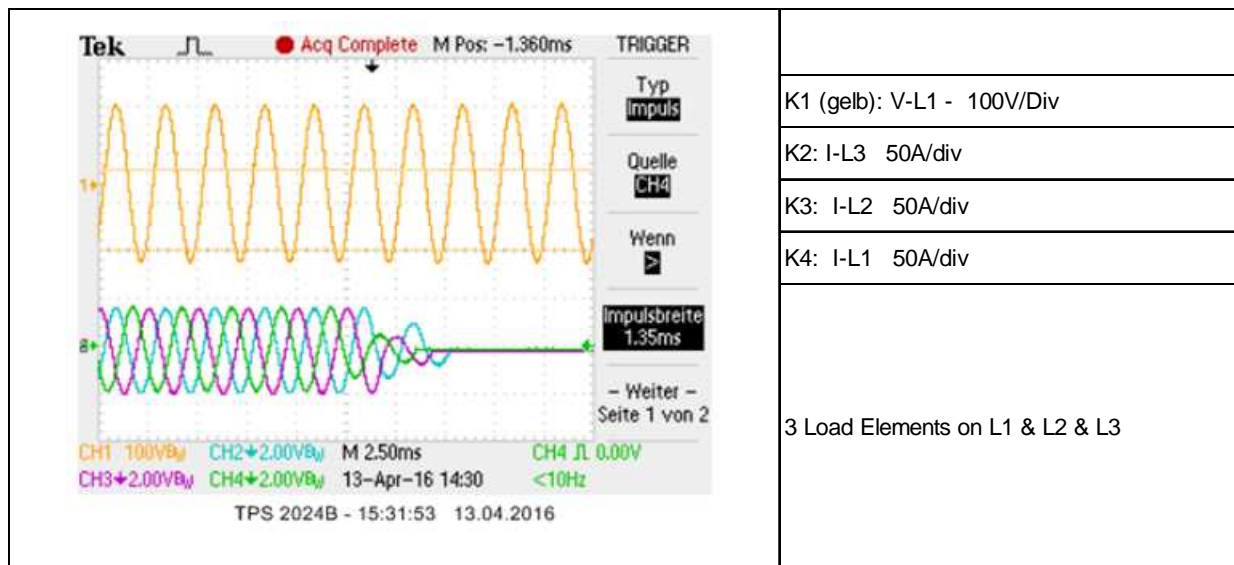 Tek Acq Complete M Pos: -1.360ms TRIGGER
Typ
Impuls
Quelle
CH4
Wenn
>
Impulsbreite
1.35ms
- Weiter -
Seite 1 von 2
1
3
CH1 100VBW CH2 2.00VBW M 2.50ms CH4 0.00V
CH3 2.00VBW CH4 2.00VBW 13-Apr-16 14:30 <10Hz
TPS 2024B - 15:31:53 13.04.2016
K1 (gelb): V-L1 - 100V/Div
K2: I-L3 50A/div
K3: I-L2 50A/div
K4: I-L1 50A/div
3 Load Elements on L1 & L2 & L3